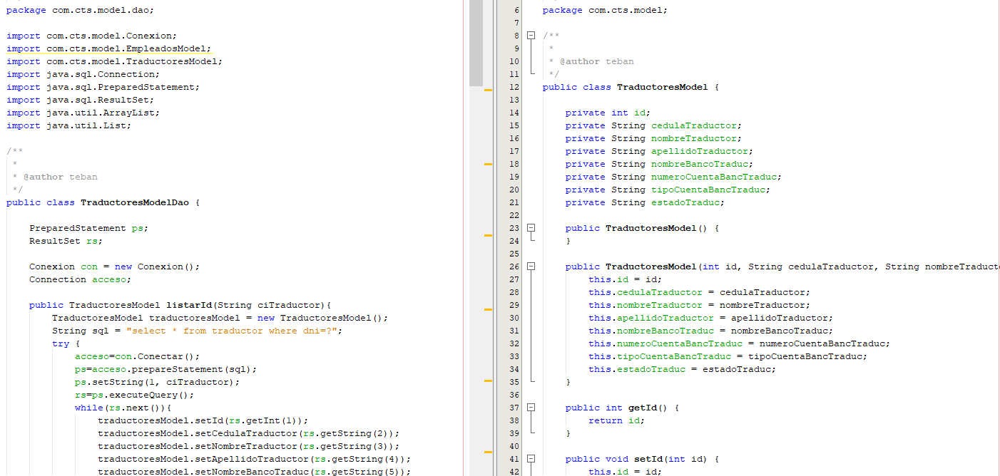 package com.cts.model.dao;
import com.cts.model.Conexion;
import com.cts.model.EmpleadosModel;
import com.cts.model.TraductoresModel;
import java.sql.Connection;
import java.sql.PreparedStatement;
import java.sql.ResultSet;
import java.util.ArrayList;
import java.util.List;
/**
 *
 * @author teban
 */
public class TraductoresModelDao {
    PreparedStatement ps;
    ResultSet rs;
    Conexion con = new Conexion();
    Connection acceso;
    public TraductoresModel listarId(String ciTraductor){
        TraductoresModel traductoresModel = new TraductoresModel();
        String sql = "select * from traductor where dni=?";
        try {
            acceso=con.Conectar();
            ps=acceso.prepareStatement(sql);
            ps.setString(1, ciTraductor);
            rs=ps.executeQuery();
            while(rs.next()){
                traductoresModel.setId(rs.getInt(1));
                traductoresModel.setCedulaTraductor(rs.getString(2));
                traductoresModel.setNombreTraductor(rs.getString(3));
                traductoresModel.setApellidoTraductor(rs.getString(4));
                traductoresModel.setNombreBancoTraduc(rs.getString(5));
6 package com.cts.model;
7
8 /**
9  *
10  * @author teban
11  */
12 public class TraductoresModel {
13
14     private int id;
15     private String cedulaTraductor;
16     private String nombreTraductor;
17     private String apellidoTraductor;
18     private String nombreBancoTraduc;
19     private String numeroCuentaBancTraduc;
20     private String tipoCuentaBancTraduc;
21     private String estadoTraduc;
22
23     public TraductoresModel() {
24     }
25
26     public TraductoresModel(int id, String cedulaTraductor, String nombreTraducto
27         this.id = id;
28         this.cedulaTraductor = cedulaTraductor;
29         this.nombreTraductor = nombreTraductor;
30         this.apellidoTraductor = apellidoTraductor;
31         this.nombreBancoTraduc = nombreBancoTraduc;
32         this.numeroCuentaBancTraduc = numeroCuentaBancTraduc;
33         this.tipoCuentaBancTraduc = tipoCuentaBancTraduc;
34         this.estadoTraduc = estadoTraduc;
35     }
36
37     public int getId() {
38         return id;
39     }
40
41     public void setId(int id) {
42         this.id = id;